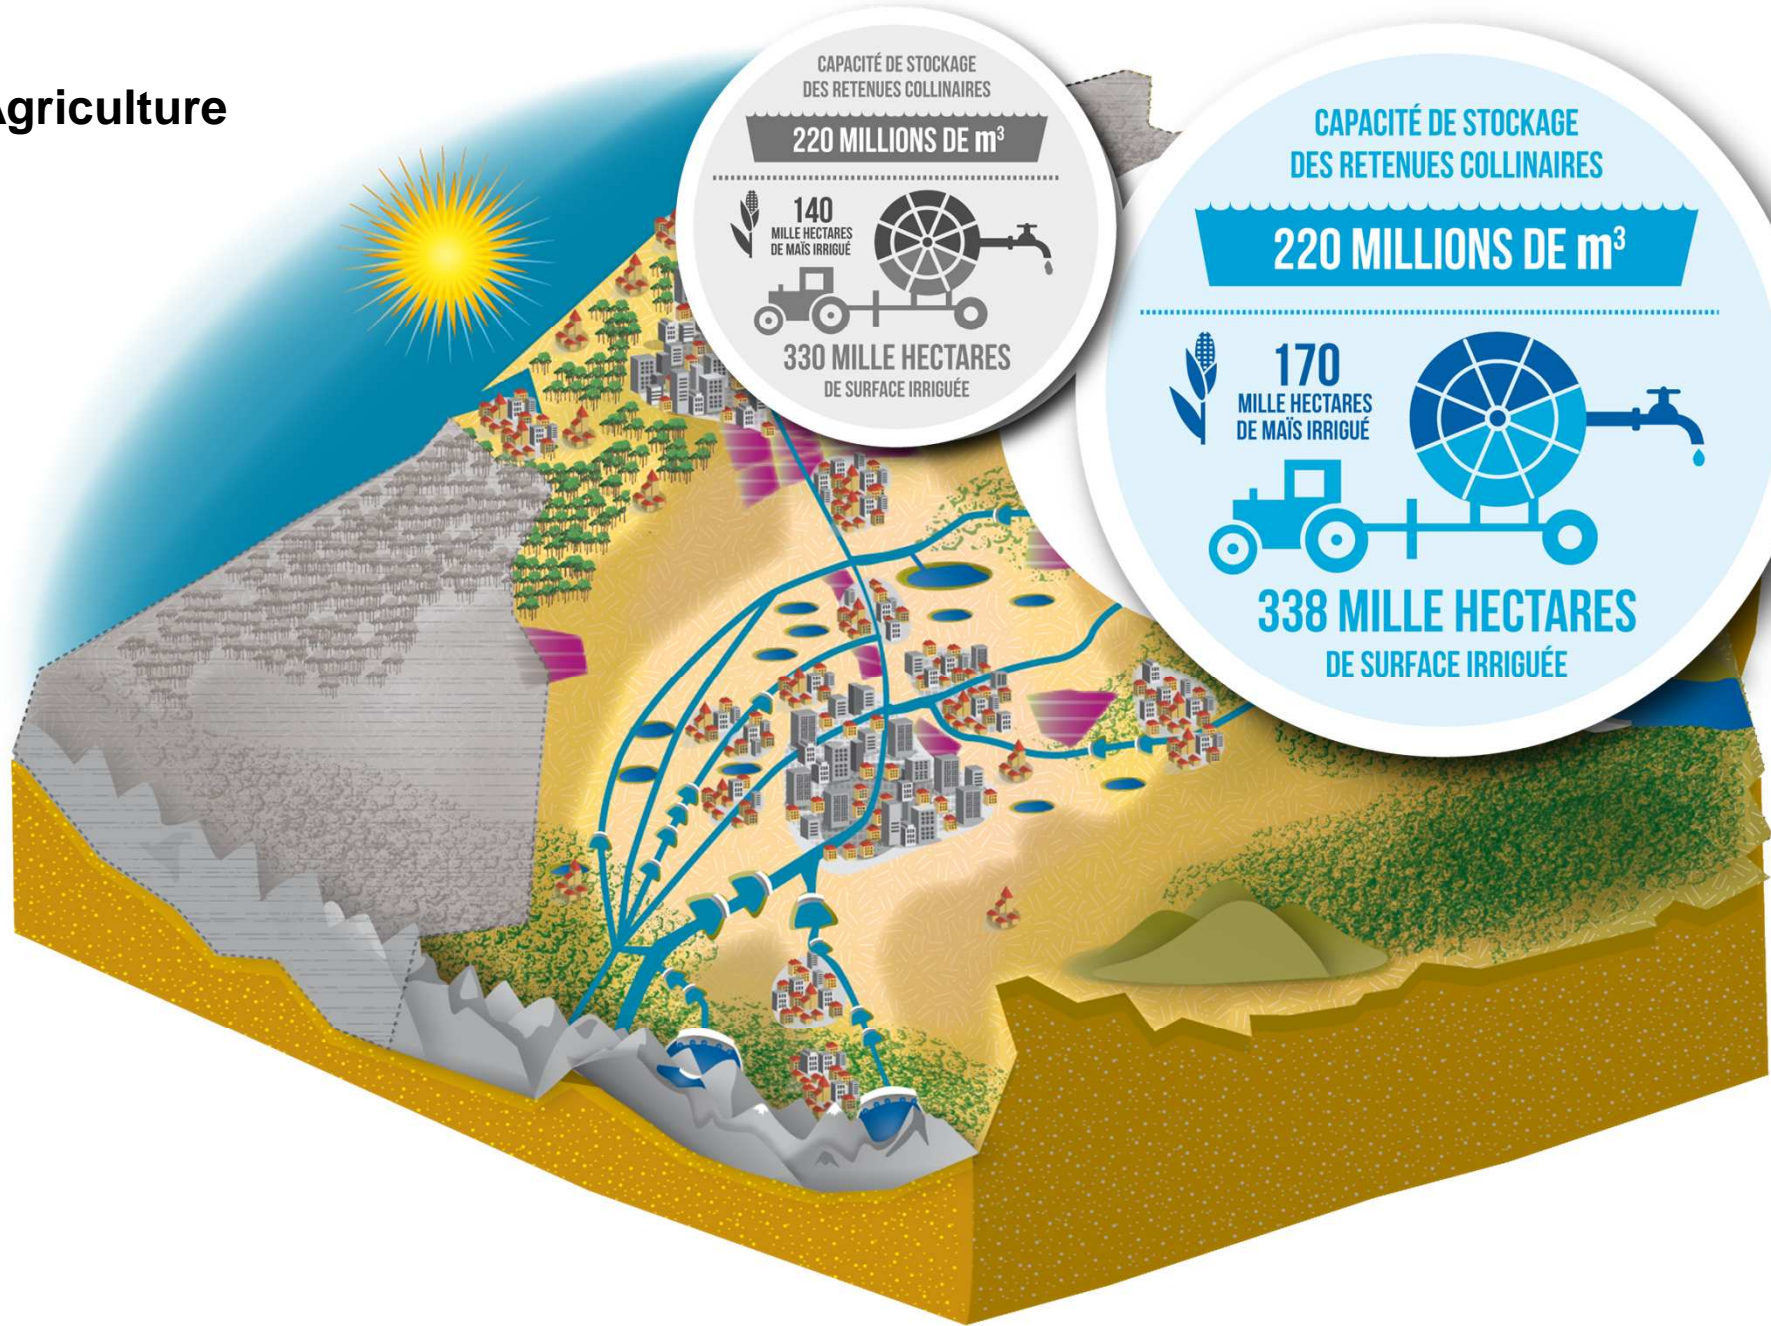 Agriculture
CAPACITÉ DE STOCKAGE
DES RETENUES COLLINAIRES
220 MILLIONS DE m³
140
MILLE HECTARES
DE MAÏS IRRIGUÉ
330 MILLE HECTARES
DE SURFACE IRRIGUÉE
CAPACITÉ DE STOCKAGE
DES RETENUES COLLINAIRES
220 MILLIONS DE m³
170
MILLE HECTARES
DE MAÏS IRRIGUÉ
338 MILLE HECTARES
DE SURFACE IRRIGUÉE